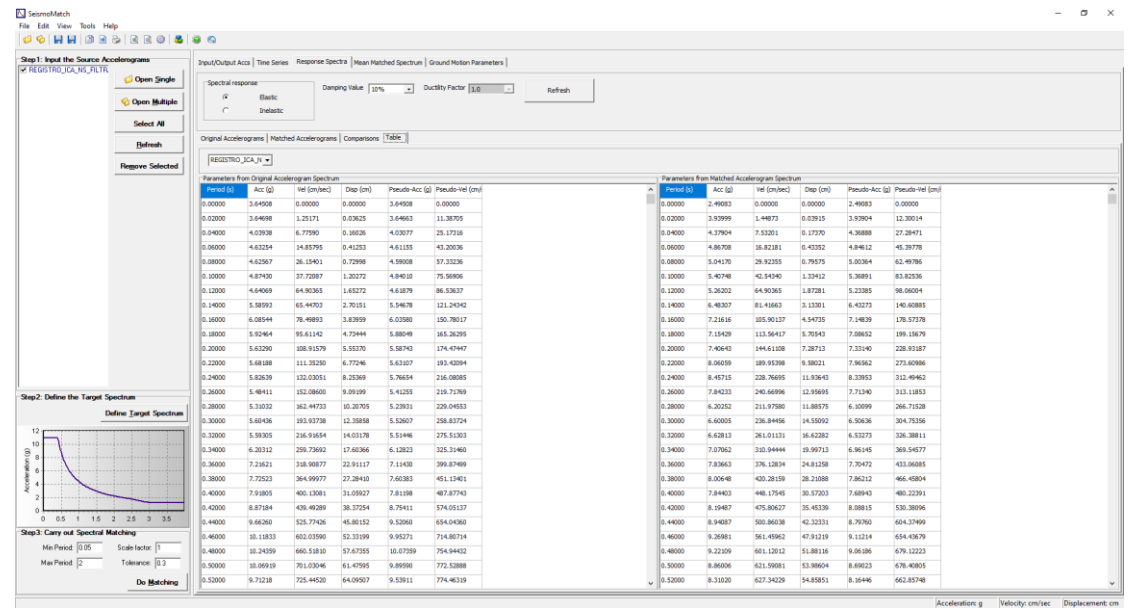 SeismoMatch
File Edit View Tools Help
Step1: Input the Source Accelerograms
REGISTRO_ICA_NS_FILTR
Open Single
Open Multiple
Select All
Refresh
Remove Selected
Input/Output Accs Time Series Response Spectra Mean Matched Spectrum Ground Motion Parameters
Spectral response
Elastic
Inelastic
Damping Value 10% Ductility Factor 1.0 Refresh
Original Accelerograms Matched Accelerograms Comparisons Table
REGISTRO_ICA_N
Parameters from Original Accelerogram Spectrum
Period (s) Acc (g) Vel (cm/sec) Disp (cm) Pseudo-Acc (g) Pseudo-Vel (cm/
0.00000 3.64508 0.00000 0.00000 3.64508 0.00000
0.02000 3.64698 1.25171 0.03625 3.64663 11.38705
0.04000 4.03938 6.77590 0.16026 4.03077 25.17316
0.06000 4.63254 14.85795 0.41253 4.61155 43.20036
0.08000 4.62567 26.15401 0.72998 4.59008 57.33236
0.10000 4.87430 37.72087 1.20272 4.84010 75.56906
0.12000 4.64069 64.90365 1.65272 4.61879 86.53637
0.14000 5.58593 65.44703 2.70151 5.54678 121.24342
0.16000 6.08544 78.49893 3.83959 6.03580 150.78017
0.18000 5.92464 95.61142 4.73444 5.88049 165.26295
0.20000 5.63290 108.91579 5.55370 5.58743 174.47447
0.22000 5.68188 111.35250 6.77246 5.63107 193.42094
0.24000 5.82639 132.03051 8.25369 5.76654 216.08085
0.26000 5.48411 152.08600 9.09199 5.41255 219.71769
0.28000 5.31032 162.44733 10.20705 5.23931 229.04553
0.30000 5.60436 193.93738 12.35858 5.52607 258.83724
0.32000 5.59305 216.91654 14.03178 5.51446 275.51303
0.34000 6.20312 259.73692 17.60366 6.12823 325.31460
0.36000 7.21621 318.90877 22.91117 7.11430 399.87499
0.38000 7.72523 364.99977 27.28410 7.60383 451.13401
0.40000 7.91805 400.13081 31.05927 7.81198 487.87743
0.42000 8.87184 439.49289 38.37254 8.75411 574.05137
0.44000 9.66260 525.77426 45.80152 9.52060 654.04360
0.46000 10.11833 602.03590 52.33199 9.95271 714.80714
0.48000 10.24359 660.51810 57.67355 10.07359 754.94432
0.50000 10.06909 701.03046 61.47595 9.89590 772.52888
0.52000 9.71218 725.44520 64.09507 9.53911 774.46319
Parameters from Matched Accelerogram Spectrum
Period (s) Acc (g) Vel (cm/sec) Disp (cm) Pseudo-Acc (g) Pseudo-Vel (cm/
0.00000 2.49083 0.00000 0.00000 2.49083 0.00000
0.02000 3.93999 1.44873 0.03915 3.93904 12.30014
0.04000 4.37904 7.53201 0.17370 4.36888 27.28471
0.06000 4.86708 16.82181 0.43352 4.84612 45.39778
0.08000 5.04170 29.92355 0.79575 5.00364 62.49786
0.10000 5.40748 42.54340 1.33412 5.36891 83.82536
0.12000 5.26202 64.90365 1.87281 5.23385 98.06004
0.14000 6.48307 81.41663 3.13301 6.43273 140.60885
0.16000 7.21616 105.90137 4.54735 7.14839 178.57378
0.18000 7.15429 113.56417 5.70543 7.08652 199.15679
0.20000 7.40643 144.61108 7.28713 7.33140 228.93187
0.22000 8.06059 189.95398 9.58021 7.96562 273.60986
0.24000 8.45715 228.76695 11.93643 8.33953 312.49462
0.26000 7.84233 240.66996 12.95695 7.71340 313.11853
0.28000 6.20252 211.97580 11.88575 6.10099 266.71528
0.30000 6.60005 236.84456 14.55092 6.50636 304.75356
0.32000 6.62813 261.01131 16.62282 6.53273 326.38811
0.34000 7.07062 310.94444 19.99713 6.96145 369.54577
0.36000 7.83663 376.12834 24.81258 7.70472 433.06085
0.38000 8.00648 420.28159 28.21088 7.86212 466.45804
0.40000 7.84403 448.17545 30.57203 7.68943 480.22391
0.42000 8.19487 475.80627 35.45339 8.08815 530.38096
0.44000 8.94087 500.86038 42.32331 8.79760 604.37499
0.46000 9.26981 561.45962 47.91219 9.11214 654.43679
0.48000 9.22109 601.12012 51.88116 9.06186 679.12223
0.50000 8.86006 621.59081 53.98604 8.69023 678.40805
0.52000 8.31020 627.34229 54.85851 8.16446 662.85748
Step2: Define the Target Spectrum
Define Target Spectrum
Acceleration (g)
12
10
8
6
4
2
0
0 0.5 1 1.5 2 2.5 3 3.5
Step3: Carry out Spectral Matching
Min Period: 0.05 Scale factor: 1
Max Period: 2 Tolerance: 0.3
Do Matching
Acceleration: g Velocity: cm/sec Displacement: cm